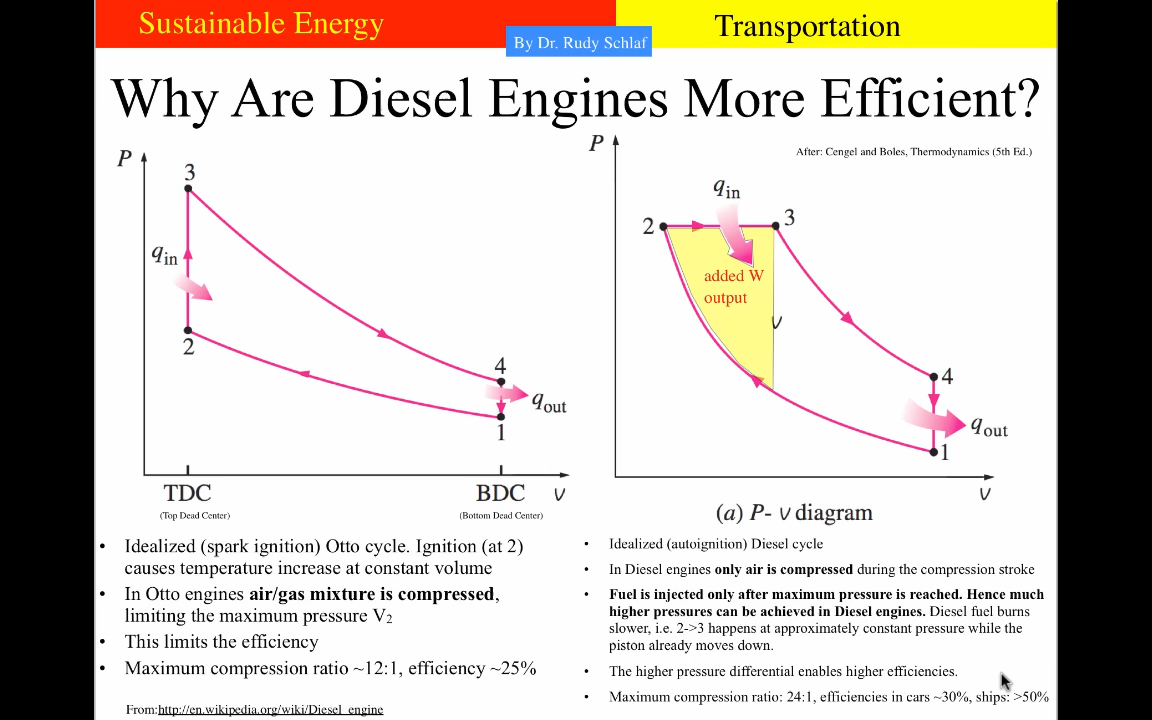 Sustainable Energy
Transportation
By Dr. Rudy Schlaf
Why Are Diesel Engines More Efficient?
P
3
q in
2
4
q out
1
TDC
BDC
v
(Top Dead Center)
(Bottom Dead Center)
• Idealized (spark ignition) Otto cycle. Ignition (at 2)
causes temperature increase at constant volume
• In Otto engines air/gas mixture is compressed,
limiting the maximum pressure V2
• This limits the efficiency
• Maximum compression ratio ~12:1, efficiency ~25%
From:http://en.wikipedia.org/wiki/Diesel_engine
P
After: Cengel and Boles, Thermodynamics (5th Ed.)
q in
2
3
added W
output
v
4
q out
1
v
(a) P- v diagram
• Idealized (autoignition) Diesel cycle
• In Diesel engines only air is compressed during the compression stroke
• Fuel is injected only after maximum pressure is reached. Hence much
higher pressures can be achieved in Diesel engines. Diesel fuel burns
slower, i.e. 2->3 happens at approximately constant pressure while the
piston already moves down.
• The higher pressure differential enables higher efficiencies.
• Maximum compression ratio: 24:1, efficiencies in cars ~30%, ships: >50%